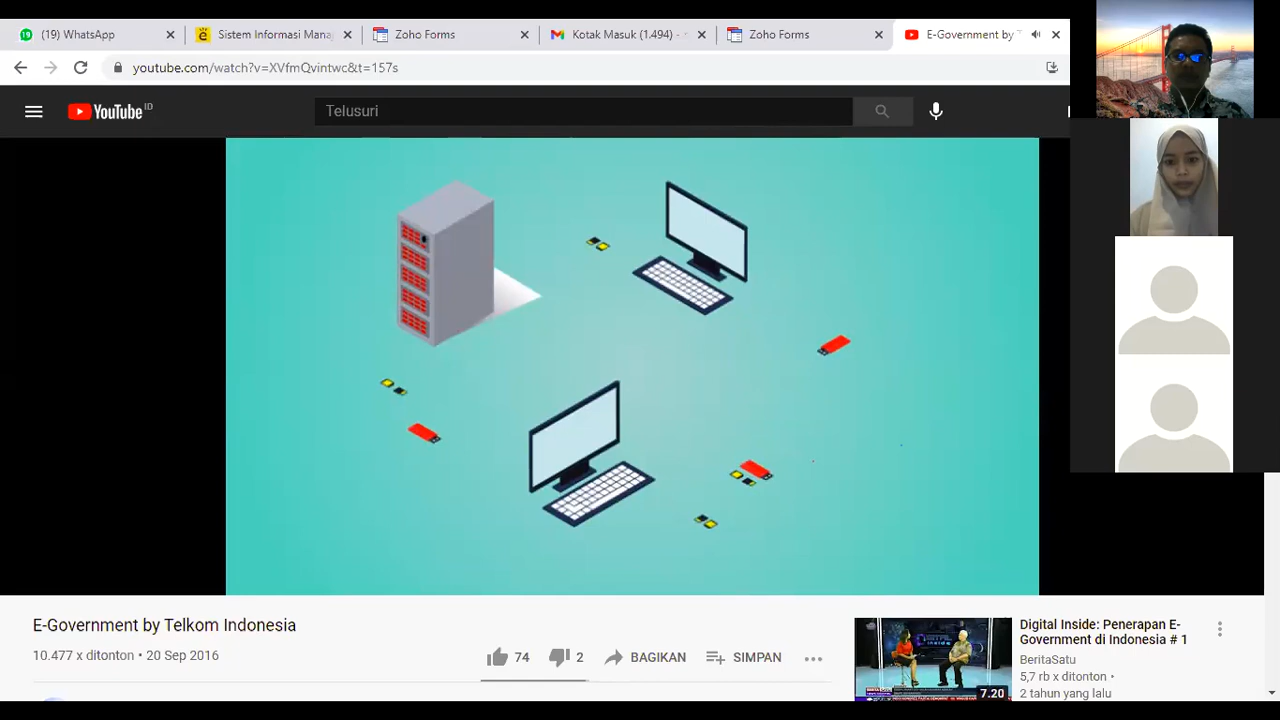 19
(19) WhatsApp
Sistem Informasi Mana
Zoho Forms
Kotak Masuk (1.494) -
Zoho Forms
E-Government by T
youtube.com/watch?v=XVfmQvintwc&t=157s
YouTube ID
Telusuri
E-Government by Telkom Indonesia
10.477 x ditonton • 20 Sep 201
74
2
BAGIKAN
SIMPAN
7.20
Digital Inside: Penerapan E-
Government di Indonesia # 1
BeritaSatu
5,7 rb x ditonton •
2 tahun yang lalu